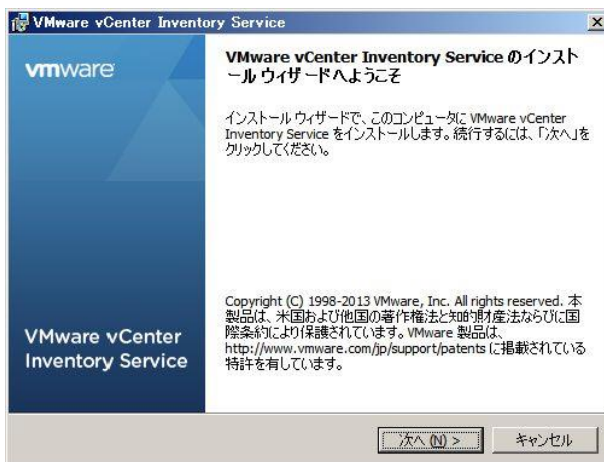 VMware vCenter Inventory Service
vmware
VMware vCenter Inventory Service のインスト
ール ウィザードへようこそ
インストール ウィザードで、このコンピュータに VMware vCenter
Inventory Service をインストールします。続行するには、「次へ」を
クリックしてください。
Copyright (C) 1998-2013 VMware, Inc. All rights reserved. 本
製品は、米国および他国の著作権法と知的財産法ならびに国
際条約により保護されています。VMware 製品は、
http://www.vmware.com/jp/support/patents に掲載されている
特許を有しています。
VMware vCenter
Inventory Service
次へ (N) >
キャンセル